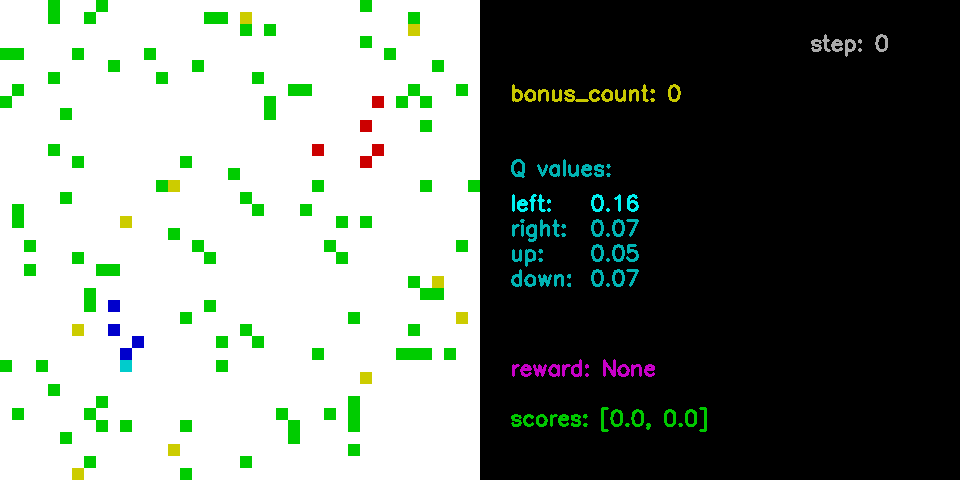 step: 0
bonus_count: 0
Q values:
left: 0.16
right: 0.07
up: 0.05
down: 0.07
reward: None
scores: [0.0, 0.0]